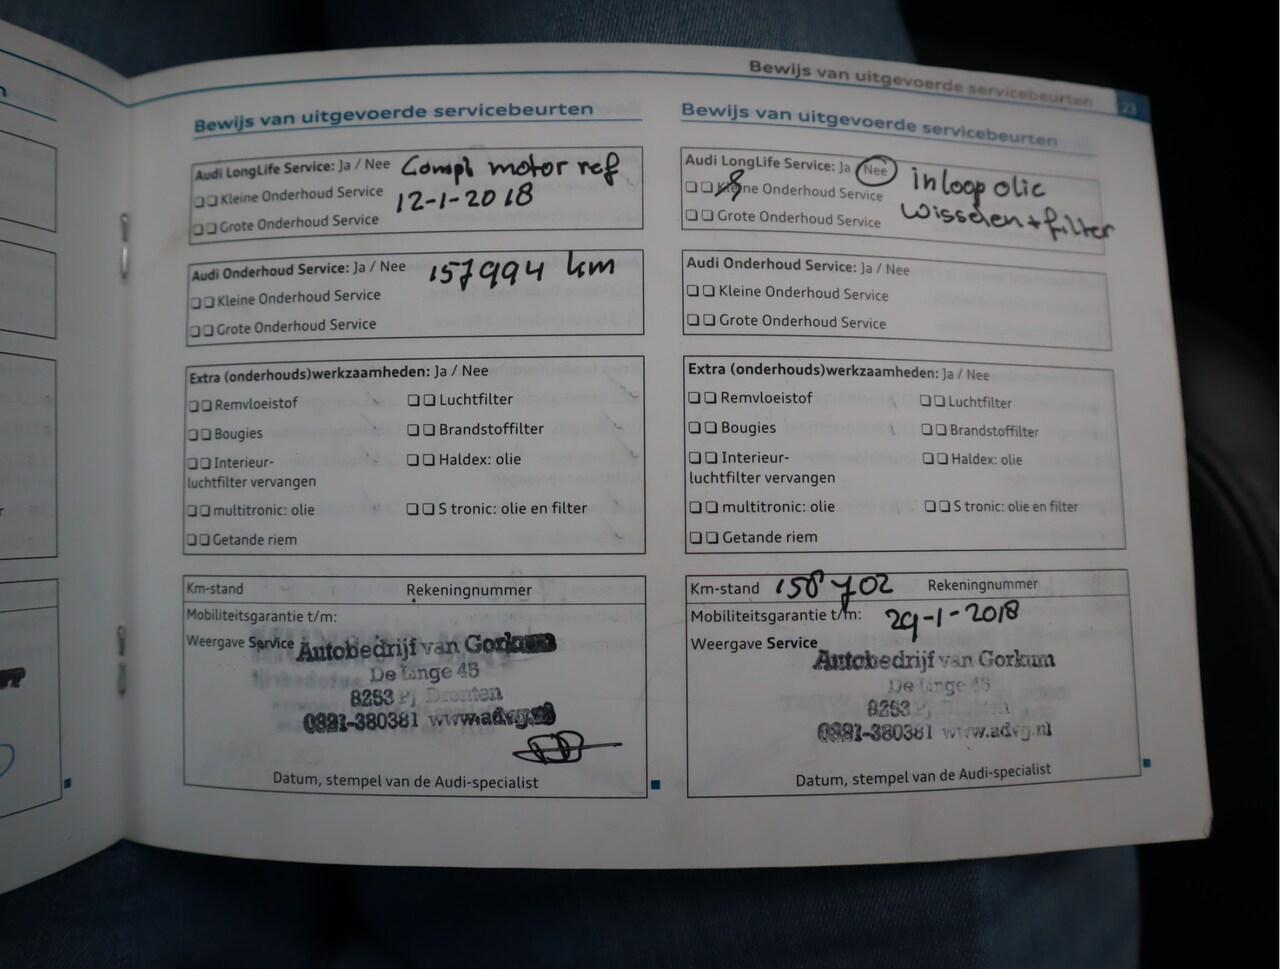 Bewijs van uitgevoerde servicebeurten
23
Bewijs van uitgevoerde servicebeurten
Audi LongLife Service: Ja / Nee
Compl motor ref
Kleine Onderhoud Service
12-1-2018
Grote Onderhoud Service
Audi Onderhoud Service: Ja / Nee
157994 km
Kleine Onderhoud Service
Grote Onderhoud Service
Extra (onderhouds)werkzaamheden: Ja / Nee
Remvloeistof
Luchtfilter
Bougies
Brandstoffilter
Interieur-
luchtfilter vervangen
Haldex: olie
multitronic: olie
S tronic: olie en filter
Getande riem
Km-stand
Rekeningnummer
Mobiliteitsgarantie t/m:
Weergave Service
Autobedrijf van Gorkum
De Linge 45
8253 PJ Dronten
0321-380381 www.advg.nl
Datum, stempel van de Audi-specialist
Bewijs van uitgevoerde servicebeurten
Audi LongLife Service: Ja Nee
inloop olie
Kleine Onderhoud Service
wisselen + filter
Grote Onderhoud Service
Audi Onderhoud Service: Ja / Nee
Kleine Onderhoud Service
Grote Onderhoud Service
Extra (onderhouds)werkzaamheden: Ja / Nee
Remvloeistof
Luchtfilter
Bougies
Brandstoffilter
Interieur-
luchtfilter vervangen
Haldex: olie
multitronic: olie
S tronic: olie en filter
Getande riem
Km-stand 158702
Rekeningnummer
Mobiliteitsgarantie t/m: 29-1-2018
Weergave Service
Autobedrijf van Gorkum
De Linge 45
8253 PJ Dronten
0321-380381 www.advg.nl
Datum, stempel van de Audi-specialist